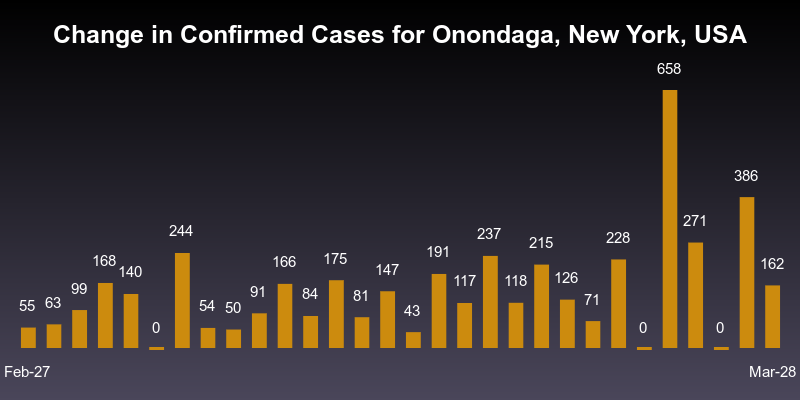 Change in Confirmed Cases for Onondaga, New York, USA
55 63 99 168 140 0 244 54 50 91 166 84 175 81 147 43 191 117 237 118 215 126 71 228 0 658 271 0 386 162
Feb-27 Mar-28